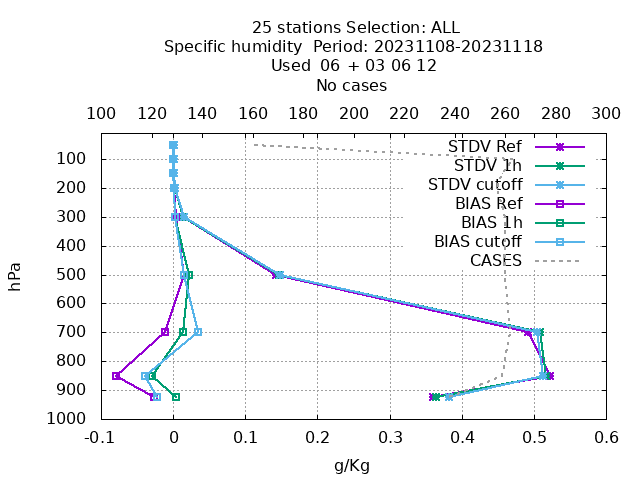 25 stations Selection: ALL
Specific humidity  Period: 20231108-20231118
Used  06 + 03 06 12
No cases
100 120 140 160 180 200 220 240 260 280 300
STDV Ref
STDV 1h
STDV cutoff
BIAS Ref
BIAS 1h
BIAS cutoff
CASES
100
200
300
400
500
600
700
800
900
1000
hPa
-0.1 0 0.1 0.2 0.3 0.4 0.5 0.6
g/Kg